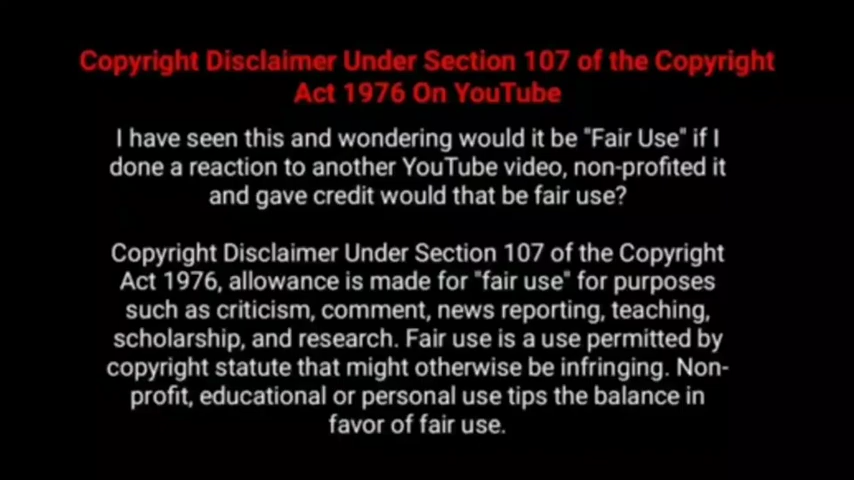 Copyright Disclaimer Under Section 107 of the Copyright
Act 1976 On YouTube
I have seen this and wondering would it be "Fair Use" if I
done a reaction to another YouTube video, non-profited it
and gave credit would that be fair use?
Copyright Disclaimer Under Section 107 of the Copyright
Act 1976, allowance is made for "fair use" for purposes
such as criticism, comment, news reporting, teaching,
scholarship, and research. Fair use is a use permitted by
copyright statute that might otherwise be infringing. Non-
profit, educational or personal use tips the balance in
favor of fair use.